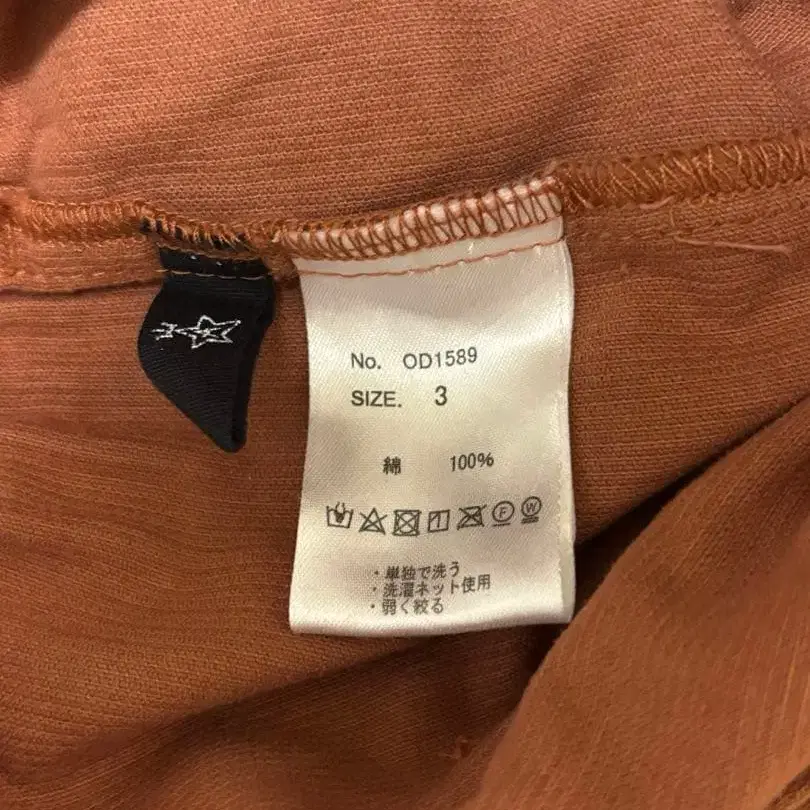 No. OD1589
SIZE. 3
綿 100%
F W
・単独で洗う
・洗濯ネット使用
・弱く絞る